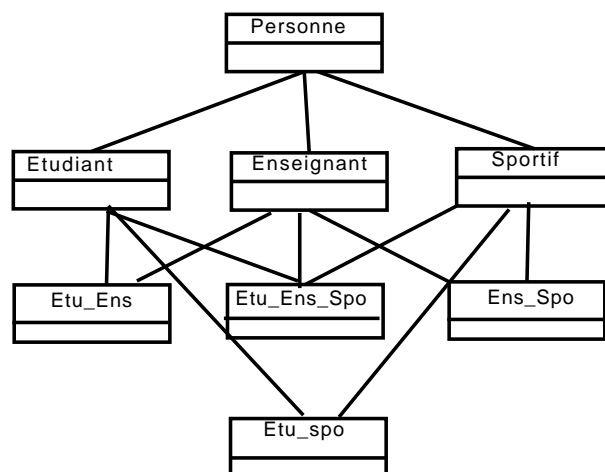 Personne
Etudiant
Enseignant
Sportif
Etu_Ens
Etu_Ens_Spo
Ens_Spo
Etu_spo